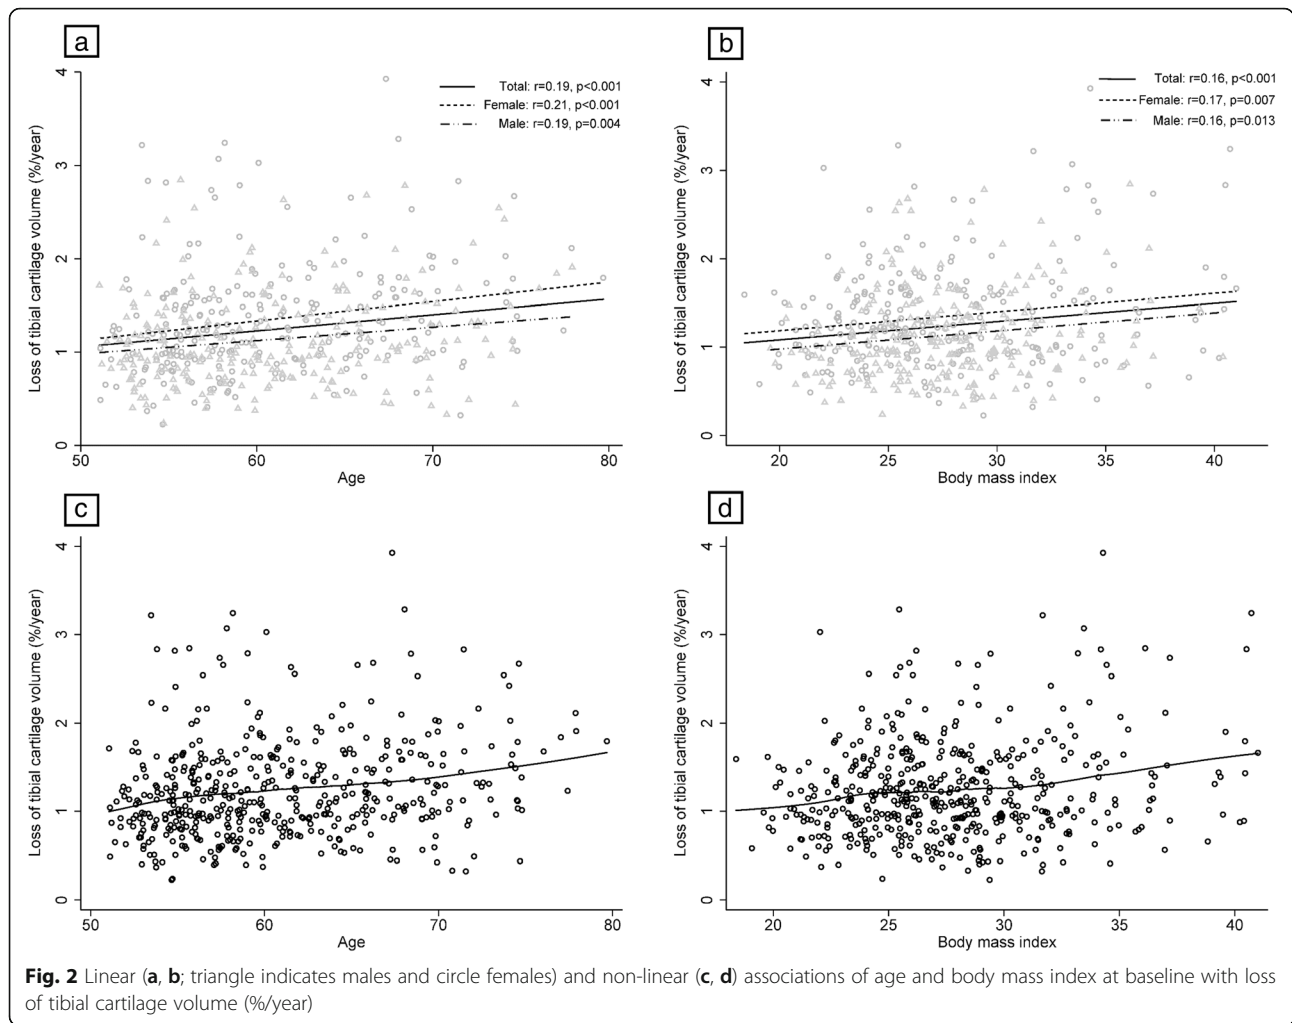 a
4
3
2
1
0
Loss of tibial cartilage volume (%/year)
Total: r=0.19, p<0.001
Female: r=0.21, p<0.001
Male: r=0.19, p=0.004
50 60 70 80
Age
b
4
3
2
1
0
Loss of tibial cartilage volume (%/year)
Total: r=0.16, p<0.001
Female: r=0.17, p=0.007
Male: r=0.16, p=0.013
20 25 30 35 40
Body mass index
c
4
3
2
1
0
Loss of tibial cartilage volume (%/year)
50 60 70 80
Age
d
4
3
2
1
0
Loss of tibial cartilage volume (%/year)
20 25 30 35 40
Body mass index
Fig. 2 Linear (a, b; triangle indicates males and circle females) and non-linear (c, d) associations of age and body mass index at baseline with loss
of tibial cartilage volume (%/year)